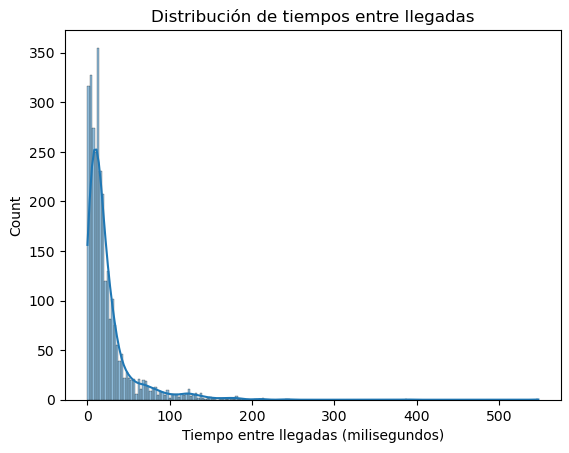 Distribución de tiempos entre llegadas
350
300
250
200
150
100
50
0
Count
0 100 200 300 400 500
Tiempo entre llegadas (milisegundos)